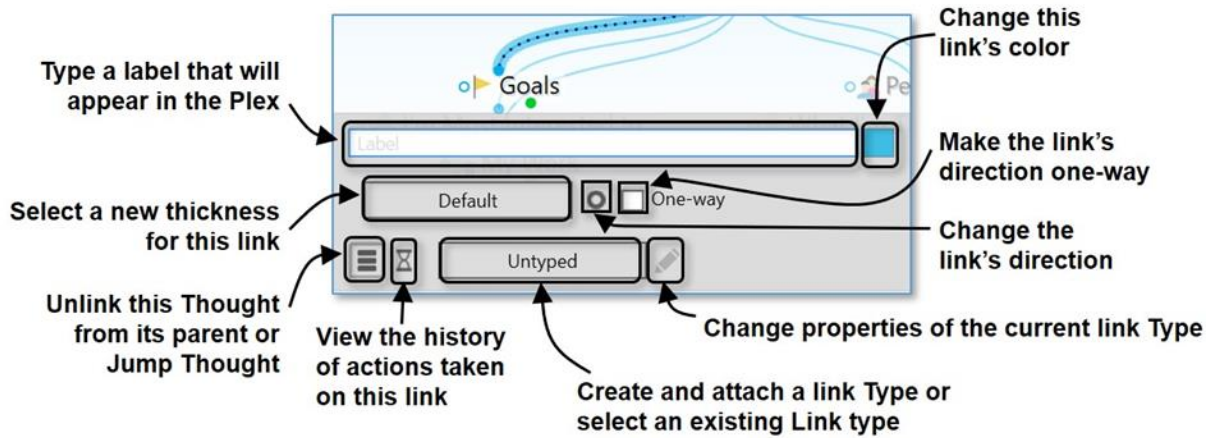 Change this
link's color
Type a label that will
appear in the Plex
Goals
Pe
Label
Make the link's
direction one-way
Select a new thickness
for this link
Default
One-way
Change the
link's direction
Untyped
Unlink this Thought
from its parent or
Jump Thought
View the history
of actions taken
on this link
Change properties of the current link Type
Create and attach a link Type or
select an existing Link type